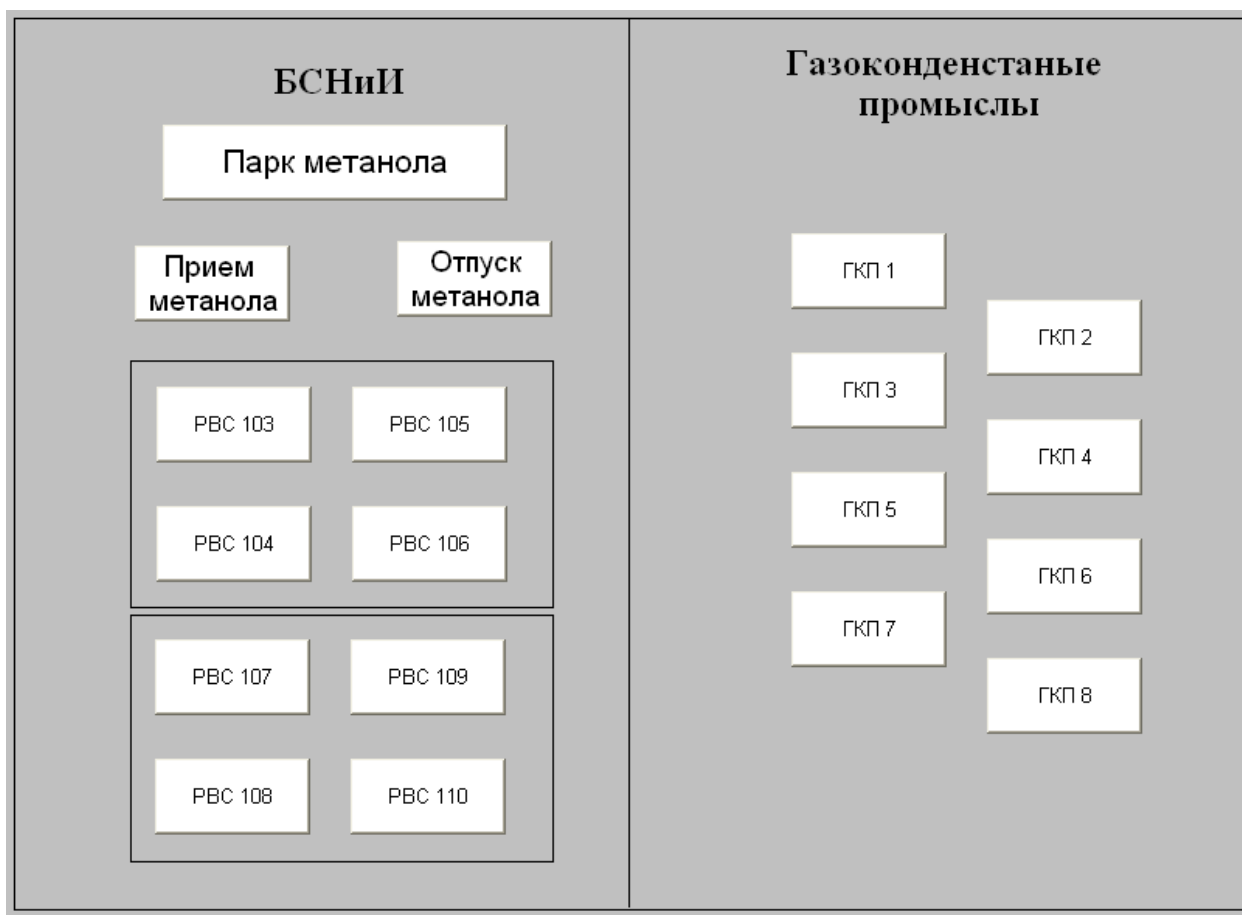 БСНиИ
Парк метанола
Прием
метанола
Отпуск
метанола
РВС 103
РВС 105
РВС 104
РВС 106
РВС 107
РВС 109
РВС 108
РВС 110
Газоконденстаные
промыслы
ГКП 1
ГКП 2
ГКП 3
ГКП 4
ГКП 5
ГКП 6
ГКП 7
ГКП 8